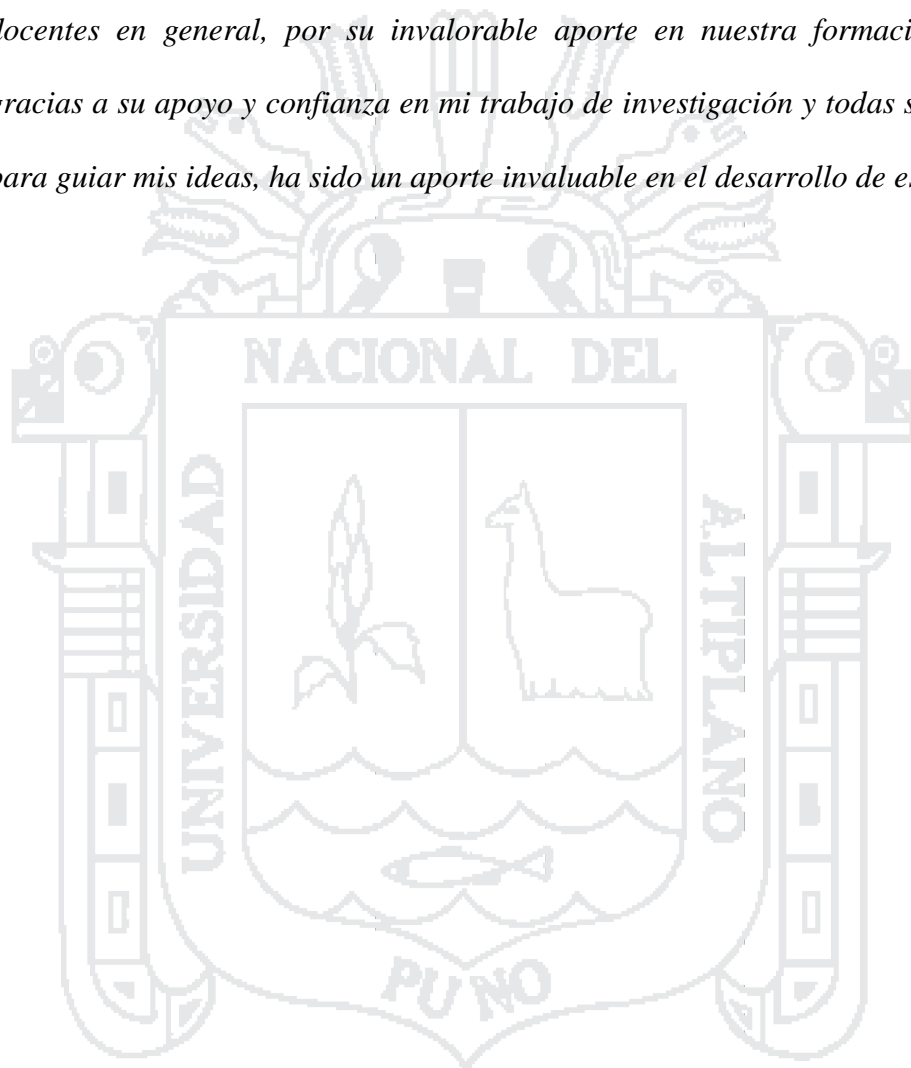 docentes en general, por su invalorable aporte en nuestra
gracias a su apoyo y confianza en mi trabajo de investigación y todas
para guiar mis ideas, ha sido un aporte invaluable en el desarrollo de
NACIONAL DEL
UNIVERSIDAD
ALTIPLANO
PUNO